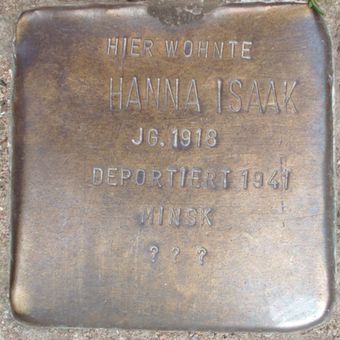 HIER WOHNTE
HANNA ISAAK
JG. 1918
DEPORTIERT 1941
MINSK
? ? ?